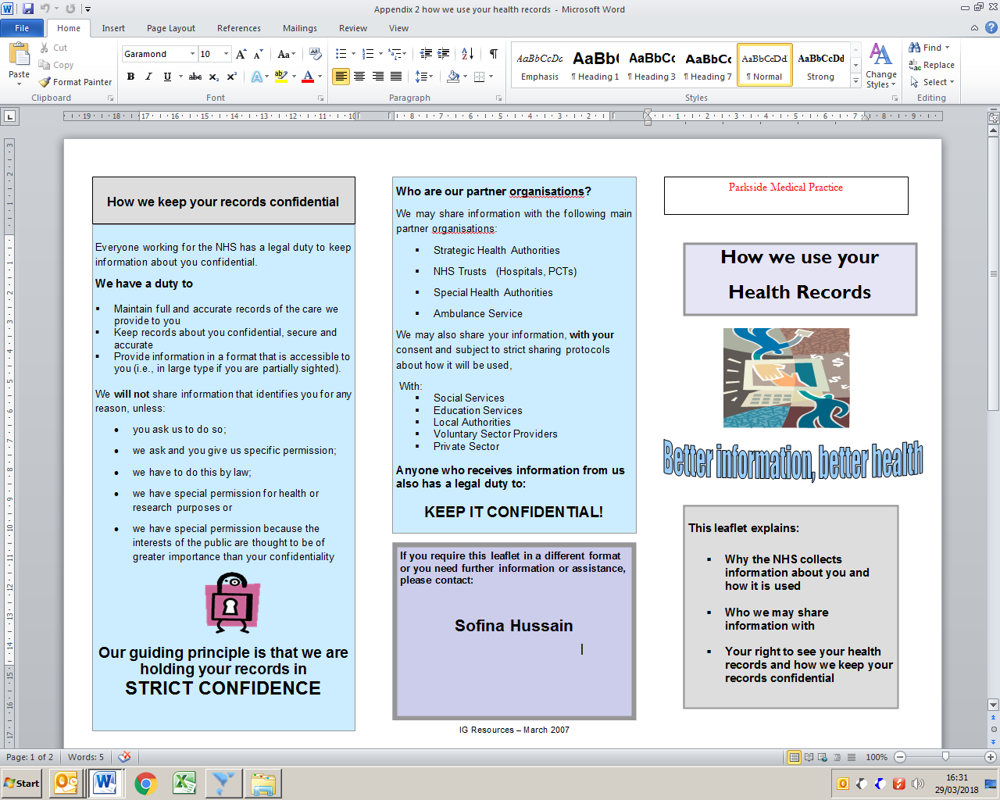 Appendix 2 how we use your health records - Microsoft Word
File Home Insert Page Layout References Mailings Review View
Paste
Cut
Copy
Format Painter
Clipboard
Garamond 10
Font
Paragraph
AaBbCcDc AaBbC AaBbCc AaBbCc AaBbCcDd AaBbCcDd
Emphasis ¶ Heading 1 ¶ Heading 3 ¶ Heading 7 ¶ Normal Strong
Change
Styles
Styles
Find
Replace
Select
Editing
How we keep your records confidential
Everyone working for the NHS has a legal duty to keep
information about you confidential.
We have a duty to
▪ Maintain full and accurate records of the care we
provide to you
▪ Keep records about you confidential, secure and
accurate
▪ Provide information in a format that is accessible to
you (i.e., in large type if you are partially sighted).
We will not share information that identifies you for any
reason, unless:
• you ask us to do so;
• we ask and you give us specific permission;
• we have to do this by law;
• we have special permission for health or
research purposes or
• we have special permission because the
interests of the public are thought to be of
greater importance than your confidentiality
Our guiding principle is that we are
holding your records in
STRICT CONFIDENCE
Who are our partner organisations?
We may share information with the following main
partner organisations:
▪ Strategic Health Authorities
▪ NHS Trusts (Hospitals, PCTs)
▪ Special Health Authorities
▪ Ambulance Service
We may also share your information, with your
consent and subject to strict sharing protocols
about how it will be used,
With:
▪ Social Services
▪ Education Services
▪ Local Authorities
▪ Voluntary Sector Providers
▪ Private Sector
Anyone who receives information from us
also has a legal duty to:
KEEP IT CONFIDENTIAL!
If you require this leaflet in a different format
or you need further information or assistance,
please contact:
Sofina Hussain
IG Resources – March 2007
Parkside Medical Practice
How we use your
Health Records
Better information, better health
This leaflet explains:
▪ Why the NHS collects
information about you and
how it is used
▪ Who we may share
information with
▪ Your right to see your health
records and how we keep your
records confidential
Page: 1 of 2 Words: 5 100%
Start
16:31
29/03/2018